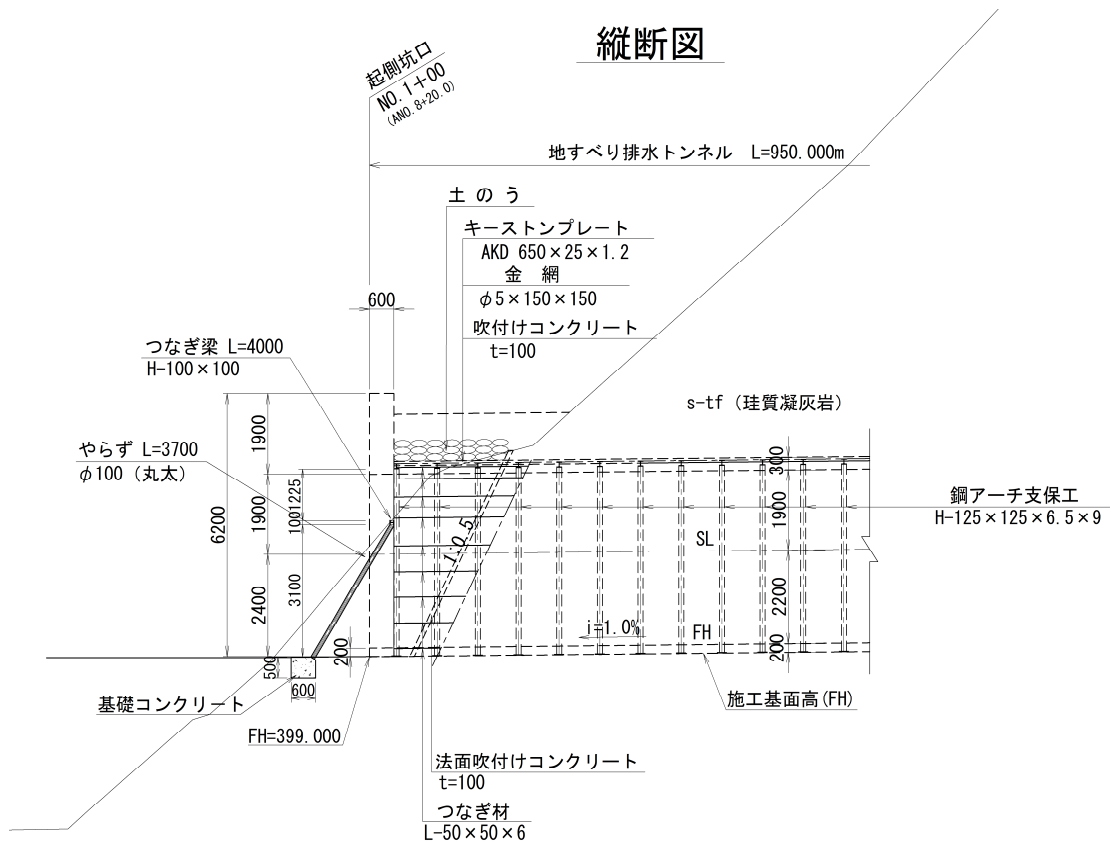 縦断図
起側坑口
NO.1+00
(ANO.8+20.0)
地すべり排水トンネル L=950.000m
土 の う
キーストンプレート
AKD 650×25×1.2
金 網
φ5×150×150
600
吹付けコンクリート
t=100
つなぎ梁 L=4000
H-100×100
s-tf（珪質凝灰岩）
やらず L=3700
φ100（丸太）
6200
1900
1900
2400
1225
100
3100
500
600
200
1:0.5
300
1900
2200
200
鋼アーチ支保工
H-125×125×6.5×9
SL
i=1.0%
FH
基礎コンクリート
施工基面高(FH)
FH=399.000
法面吹付けコンクリート
t=100
つなぎ材
L-50×50×6